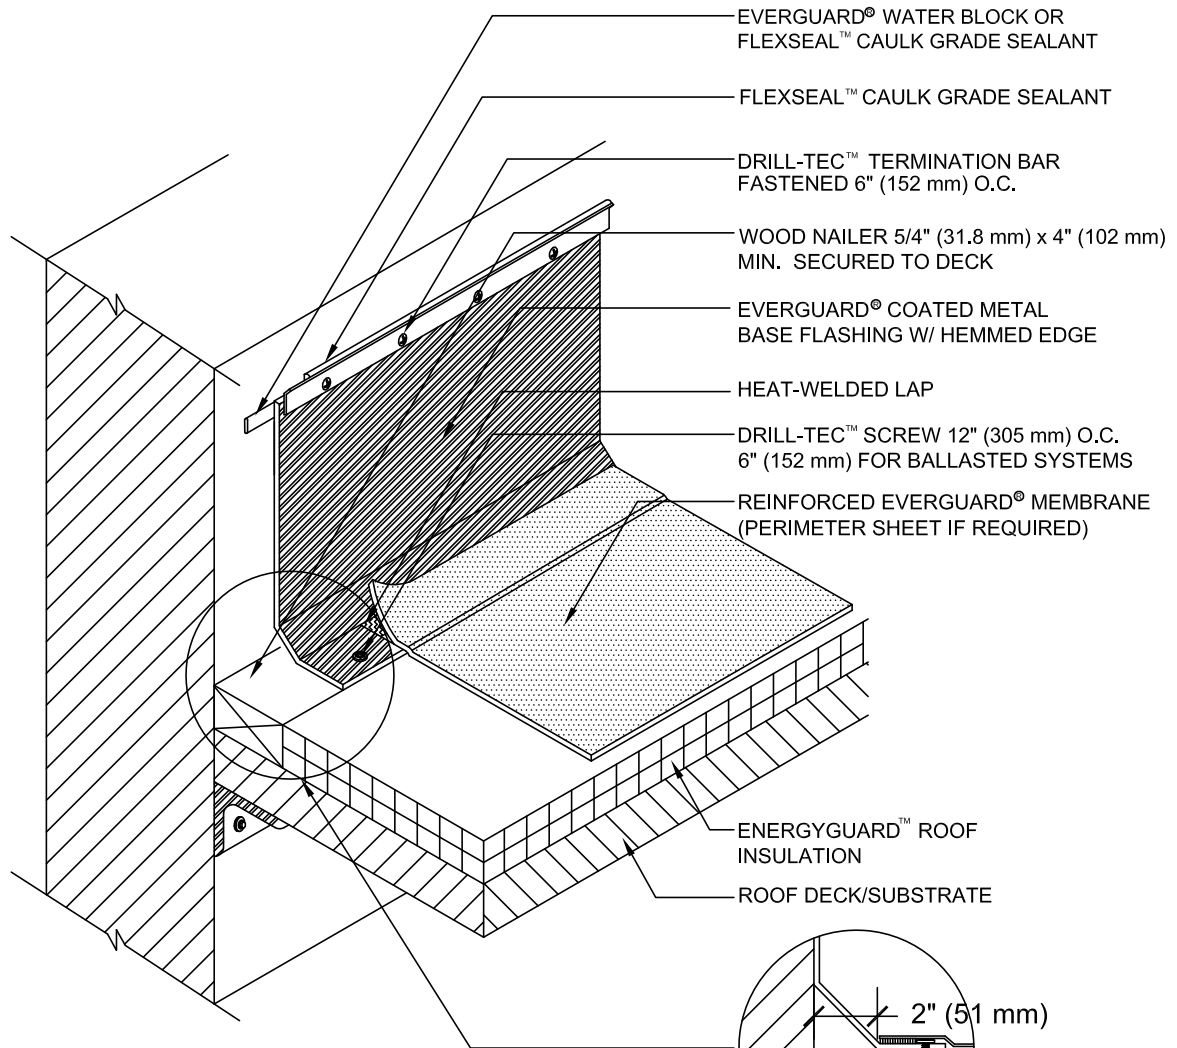 EVERGUARD® WATER BLOCK OR
FLEXSEAL™ CAULK GRADE SEALANT
FLEXSEAL™ CAULK GRADE SEALANT
DRILL-TEC™ TERMINATION BAR
FASTENED 6" (152 mm) O.C.
WOOD NAILER 5/4" (31.8 mm) x 4" (102 mm)
MIN. SECURED TO DECK
EVERGUARD® COATED METAL
BASE FLASHING W/ HEMMED EDGE
HEAT-WELDED LAP
DRILL-TEC™ SCREW 12" (305 mm) O.C.
6" (152 mm) FOR BALLASTED SYSTEMS
REINFORCED EVERGUARD® MEMBRANE
(PERIMETER SHEET IF REQUIRED)
ENERGYGUARD™ ROOF
INSULATION
ROOF DECK/SUBSTRATE
2" (51 mm)